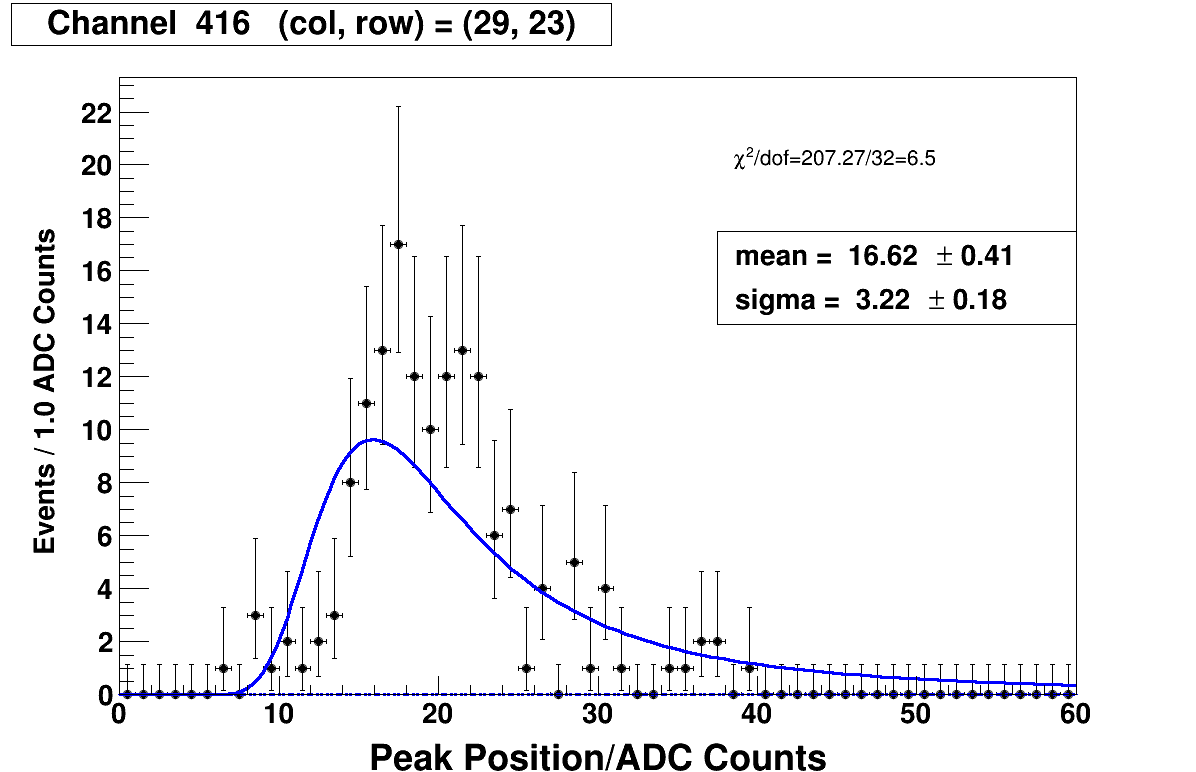 Channel 416 (col, row) = (29, 23)
22
20
18
16
14
12
10
8
6
4
2
0
Events / 1.0 ADC Counts
χ²/dof=207.27/32=6.5
mean = 16.62 ± 0.41
sigma = 3.22 ± 0.18
0 10 20 30 40 50 60
Peak Position/ADC Counts